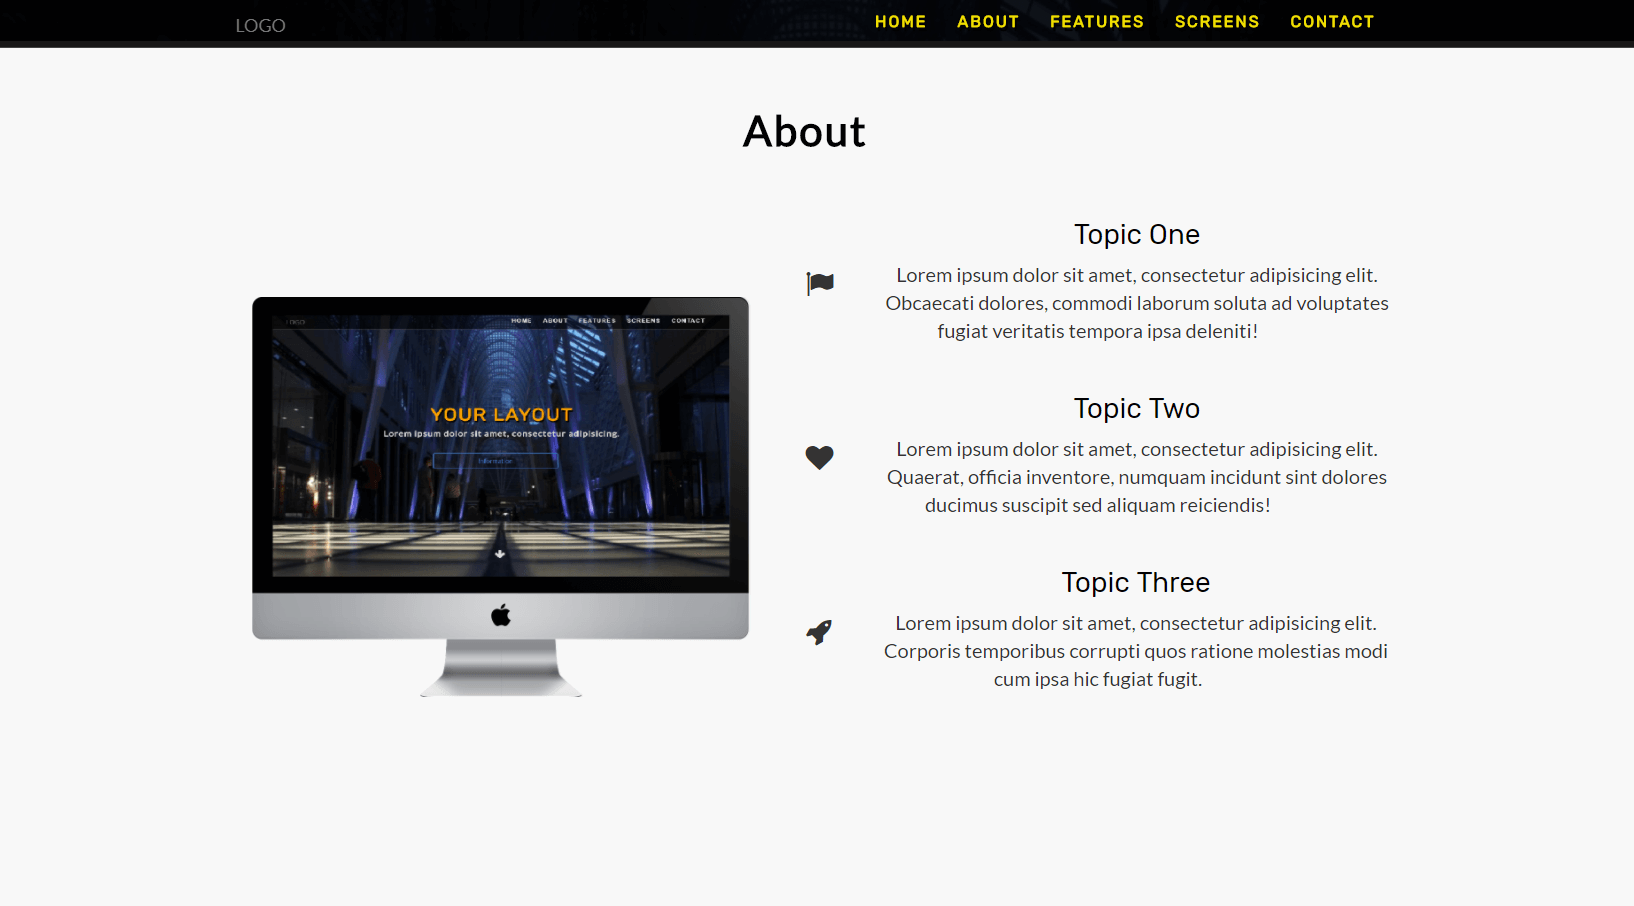 LOGO
HOME ABOUT FEATURES SCREENS CONTACT
About
LOGO
HOME ABOUT FEATURES SCREENS CONTACT
YOUR LAYOUT
Lorem ipsum dolor sit amet, consectetur adipisicing.
Information
Topic One
Lorem ipsum dolor sit amet, consectetur adipisicing elit.
Obcaecati dolores, commodi laborum soluta ad voluptates
fugiat veritatis tempora ipsa deleniti!
Topic Two
Lorem ipsum dolor sit amet, consectetur adipisicing elit.
Quaerat, officia inventore, numquam incidunt sint dolores
ducimus suscipit sed aliquam reiciendis!
Topic Three
Lorem ipsum dolor sit amet, consectetur adipisicing elit.
Corporis temporibus corrupti quos ratione molestias modi
cum ipsa hic fugiat fugit.